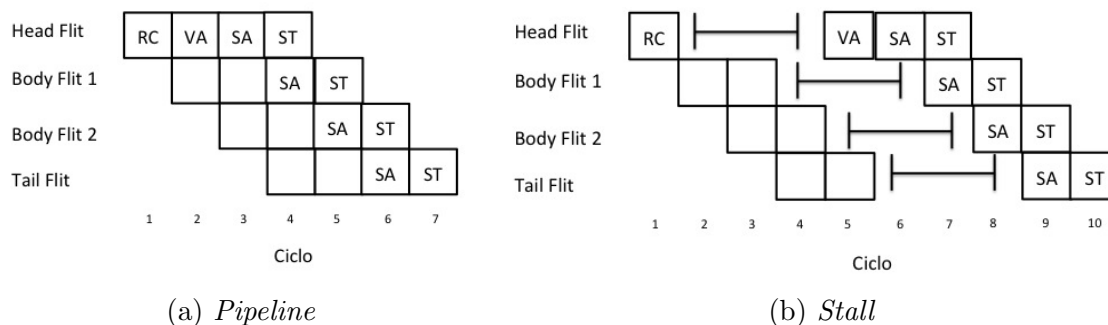 Head Flit RC VA SA ST
Body Flit 1 SA ST
Body Flit 2 SA ST
Tail Flit SA ST
1 2 3 4 5 6 7
Ciclo
(a) Pipeline
Head Flit RC VA SA ST
Body Flit 1 SA ST
Body Flit 2 SA ST
Tail Flit SA ST
1 2 3 4 5 6 7 8 9 10
Ciclo
(b) Stall